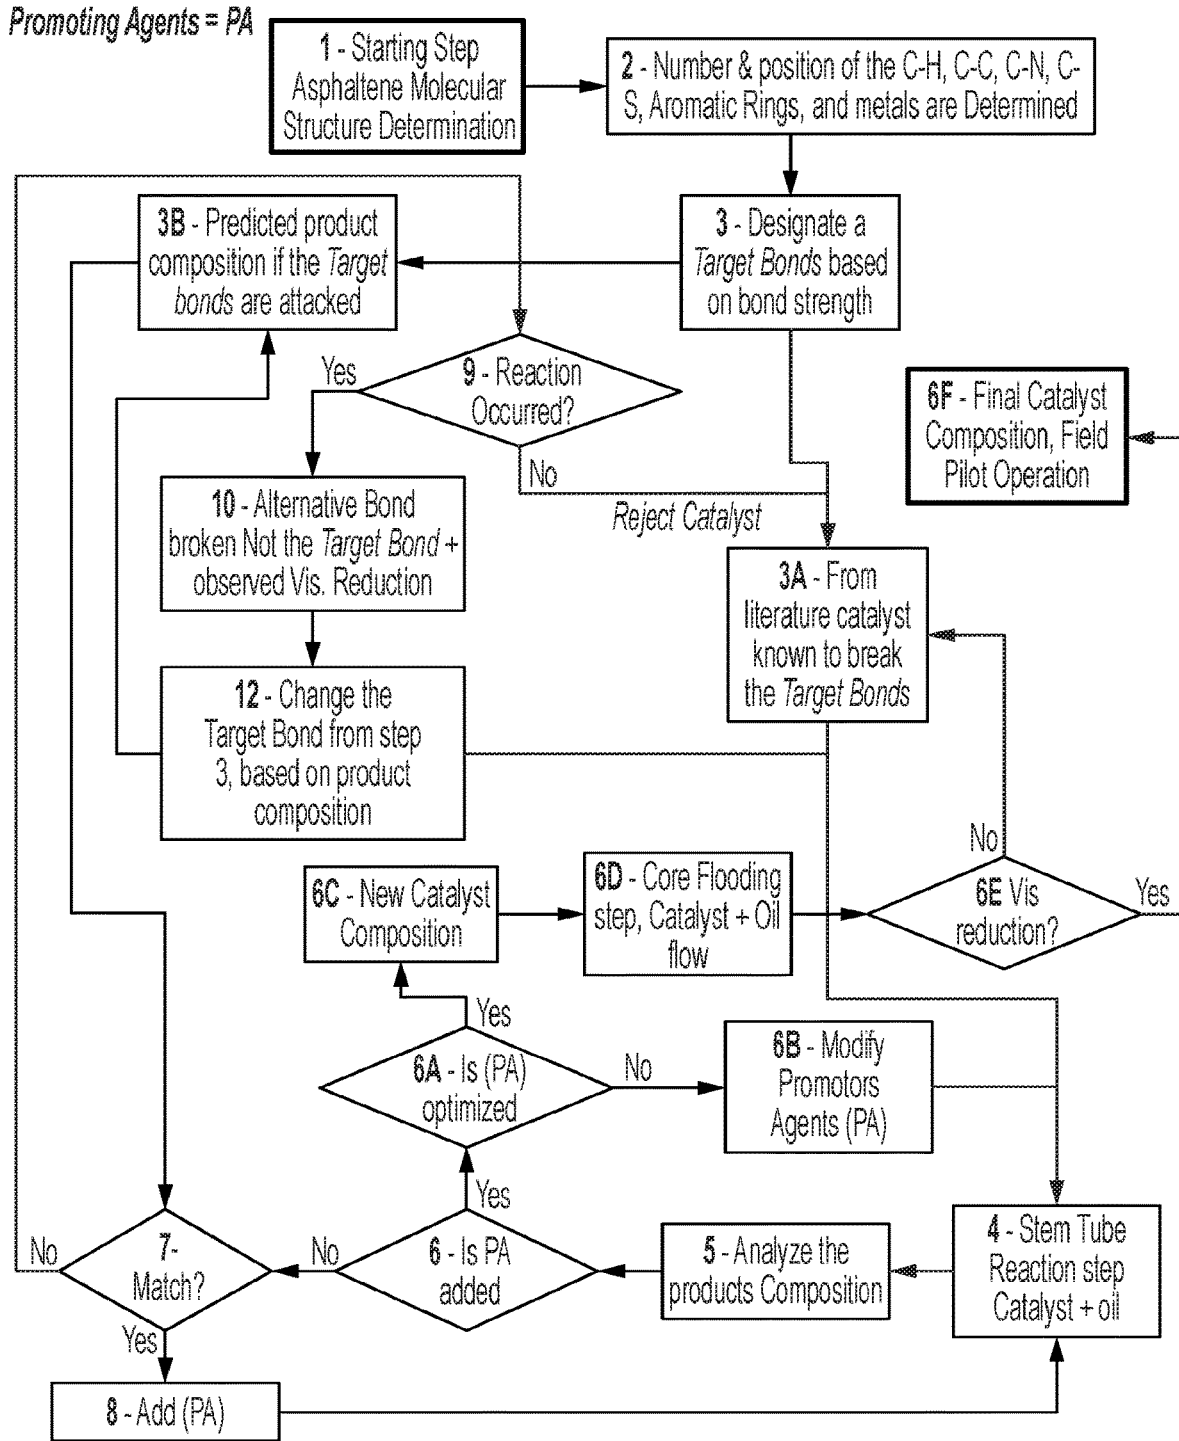 Promoting Agents = PA
1 - Starting Step
Asphaltene Molecular
Structure Determination
2 - Number & position of the C-H, C-C, C-N, C-
S, Aromatic Rings, and metals are Determined
3B - Predicted product
composition if the Target
bonds are attacked
3 - Designate a
Target Bonds based
on bond strength
Yes
9 - Reaction
Occurred?
No
Reject Catalyst
6F - Final Catalyst
Composition, Field
Pilot Operation
10 - Alternative Bond
broken Not the Target Bond +
observed Vis. Reduction
3A - From
literature catalyst
known to break
the Target Bonds
12 - Change the
Target Bond from step
3, based on product
composition
No
6C - New Catalyst
Composition
6D - Core Flooding
step, Catalyst + Oil
flow
6E Vis
reduction?
Yes
Yes
6A - Is (PA)
optimized
No
6B - Modify
Promotors
Agents (PA)
Yes
No
7-
Match?
No
6 - Is PA
added
5 - Analyze the
products Composition
4 - Stem Tube
Reaction step
Catalyst + oil
Yes
8 - Add (PA)